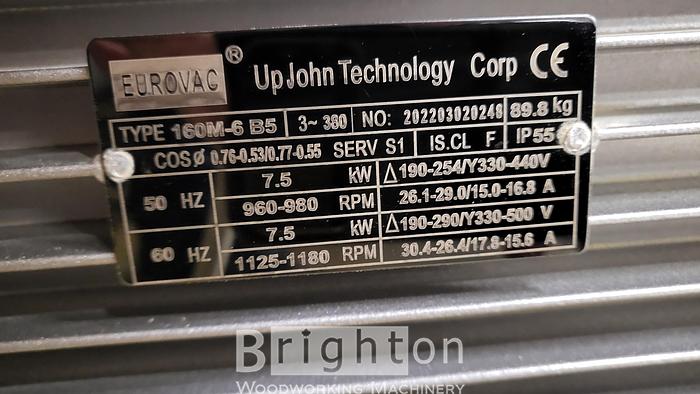 EUROVAC ® UpJohn Technology Corp CE
TYPE 160M-6 B5 3~ 380 NO: 202203020248 89.8 kg
COSØ 0.76-0.53/0.77-0.55 SERV S1 IS.CL F IP55
50 HZ 7.5 kW Δ190-254/Y330-440V
960-980 RPM 26.1-29.0/15.0-16.8 A
60 HZ 7.5 kW Δ190-290/Y330-500 V
1125-1180 RPM 30.4-26.4/17.8-15.6 A
Brighton
WOODWORKING MACHINERY